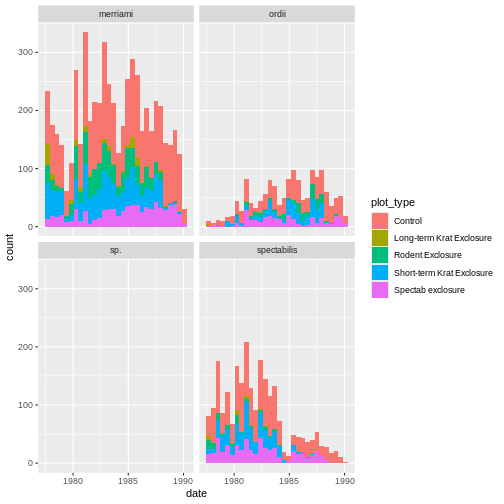 merriami
ordii
300
200
100
0
sp.
spectabilis
300
200
100
0
1980
1985
1990
1980
1985
1990
date
count
plot_type
Control
Long-term Krat Exclosure
Rodent Exclosure
Short-term Krat Exclosure
Spectab exclosure